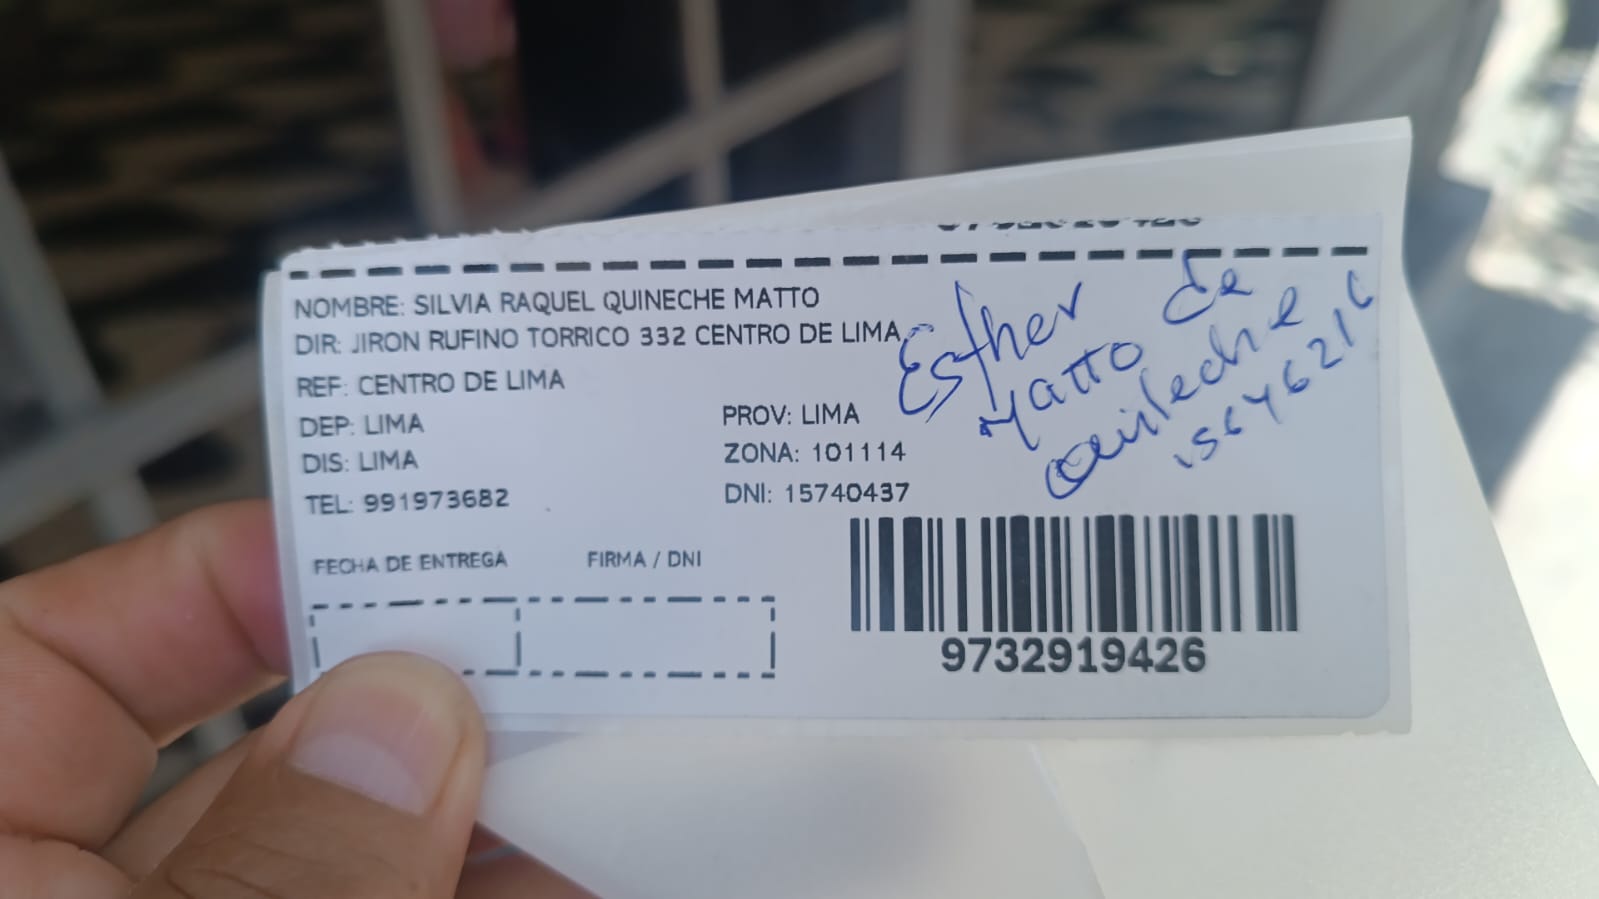 NOMBRE: SILVIA RAQUEL QUINECHE MATTO
DIR: JIRON RUFINO TORRICO 332 CENTRO DE LIMA
REF: CENTRO DE LIMA
DEP: LIMA PROV: LIMA
DIS: LIMA ZONA: 101114
TEL: 991973682 DNI: 15740437
FECHA DE ENTREGA FIRMA / DNI
9732919426
Esther
Matto de